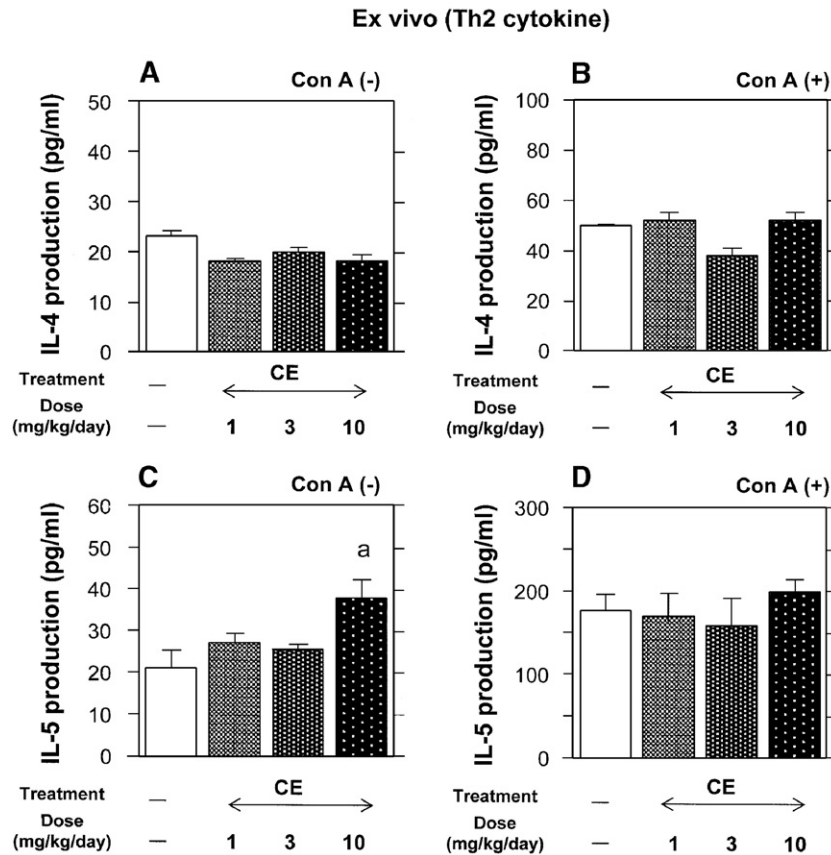 Ex vivo (Th2 cytokine)
A
Con A (-)
IL-4 production (pg/ml)
50
40
30
20
10
0
Treatment — CE
Dose
(mg/kg/day) — 1 3 10
B
Con A (+)
IL-4 production (pg/ml)
100
80
60
40
20
0
Treatment — CE
Dose
(mg/kg/day) — 1 3 10
C
Con A (-)
IL-5 production (pg/ml)
60
50
40
30
20
10
0
a
Treatment — CE
Dose
(mg/kg/day) — 1 3 10
D
Con A (+)
IL-5 production (pg/ml)
300
200
150
100
0
Treatment — CE
Dose
(mg/kg/day) — 1 3 10